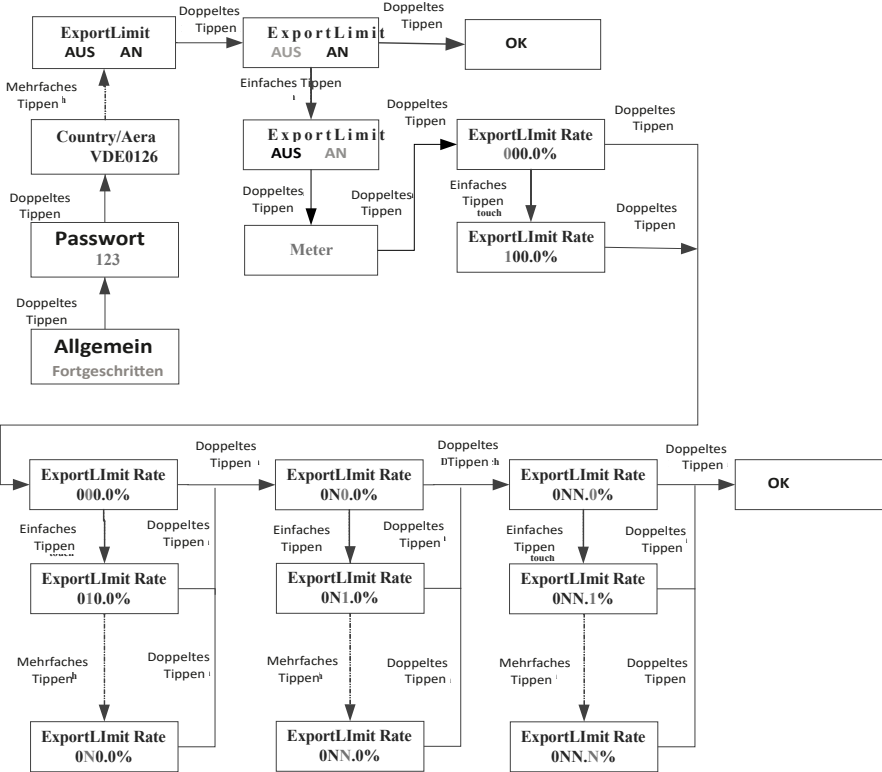 Doppeltes
Tippen
ExportLimit
AUS AN
Doppeltes
Tippen
ExportLimit
AUS AN
Doppeltes
Tippen
OK
Mehrfaches
Tippen
Einfaches Tippen
Country/Aera
VDE0126
ExportLimit
AUS AN
Doppeltes
Tippen
ExportLImit Rate
000.0%
Doppeltes
Tippen
Doppeltes
Tippen
Doppeltes
Tippen
Doppeltes
Tippen
Einfaches
Tippen
touch
Doppeltes
Tippen
Passwort
123
Meter
ExportLImit Rate
100.0%
Doppeltes
Tippen
Allgemein
Fortgeschritten
Doppeltes
Tippen
Doppeltes
Tippen
Doppeltes
Tippen
ExportLImit Rate
000.0%
ExportLImit Rate
0N0.0%
ExportLImit Rate
0NN.0%
OK
Einfaches
Tippen
Doppeltes
Tippen
Einfaches
Tippen
Doppeltes
Tippen
Einfaches
Tippen
touch
Doppeltes
Tippen
ExportLImit Rate
010.0%
ExportLImit Rate
0N1.0%
ExportLImit Rate
0NN.1%
Mehrfaches
Tippen
Doppeltes
Tippen
Mehrfaches
Tippen
Doppeltes
Tippen
Mehrfaches
Tippen
Doppeltes
Tippen
ExportLImit Rate
0N0.0%
ExportLImit Rate
0NN.0%
ExportLImit Rate
0NN.N%